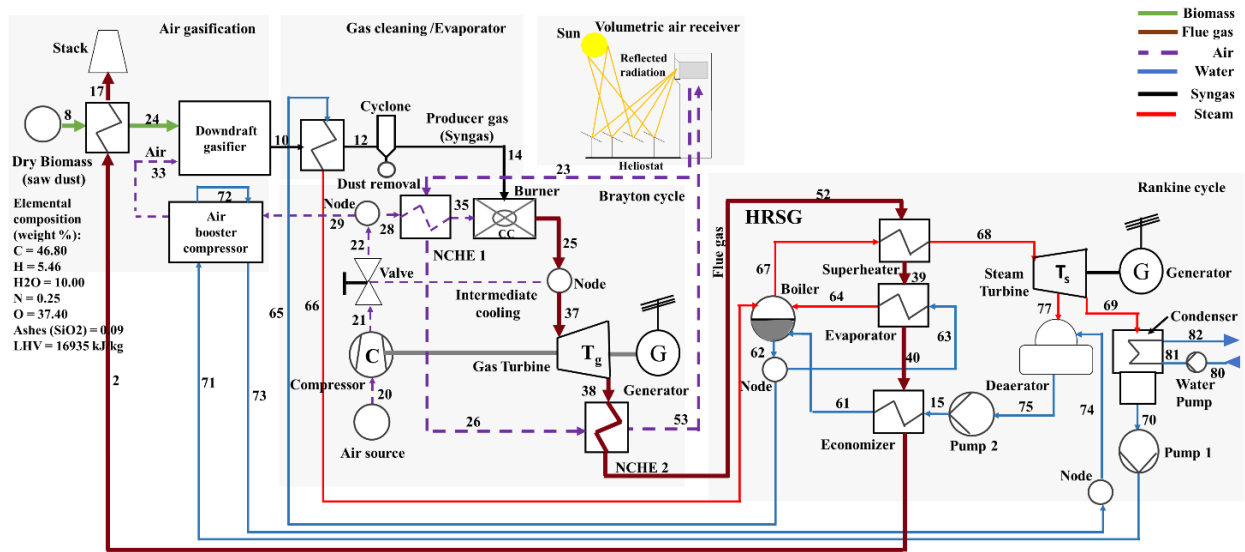 Air gasification
Stack
17
8
24
Dry Biomass
(saw dust)
Downdraft
gasifier
Air
33
10
Elemental
composition
(weight %):
C = 46.80
H = 5.46
H2O = 10.00
N = 0.25
O = 37.40
Ashes (SiO2) = 0.09
LHV = 16935 kJ/kg
72
Air
booster
compressor
2
71
73
Gas cleaning /Evaporator
Cyclone
12
Producer gas
(Syngas)
14
Dust removal
65
66
Volumetric air receiver
Sun
Reflected
radiation
Heliostat
23
Brayton cycle
Node
29
28
35
Burner
CC
22
NCHE 1
25
Valve
Intermediate
cooling
Node
21
37
C
Compressor
Gas Turbine
Tg
G
Generator
20
Air source
38
26
53
NCHE 2
Flue gas
Biomass
Flue gas
Air
Water
Syngas
Steam
52
Rankine cycle
HRSG
67
68
Superheater
39
Boiler
64
Evaporator
63
62
40
Node
61
Economizer
15
Pump 2
75
Steam
Turbine
Ts
G
Generator
77
69
Deaerator
Condenser
82
81
80
Water
Pump
74
70
Pump 1
Node